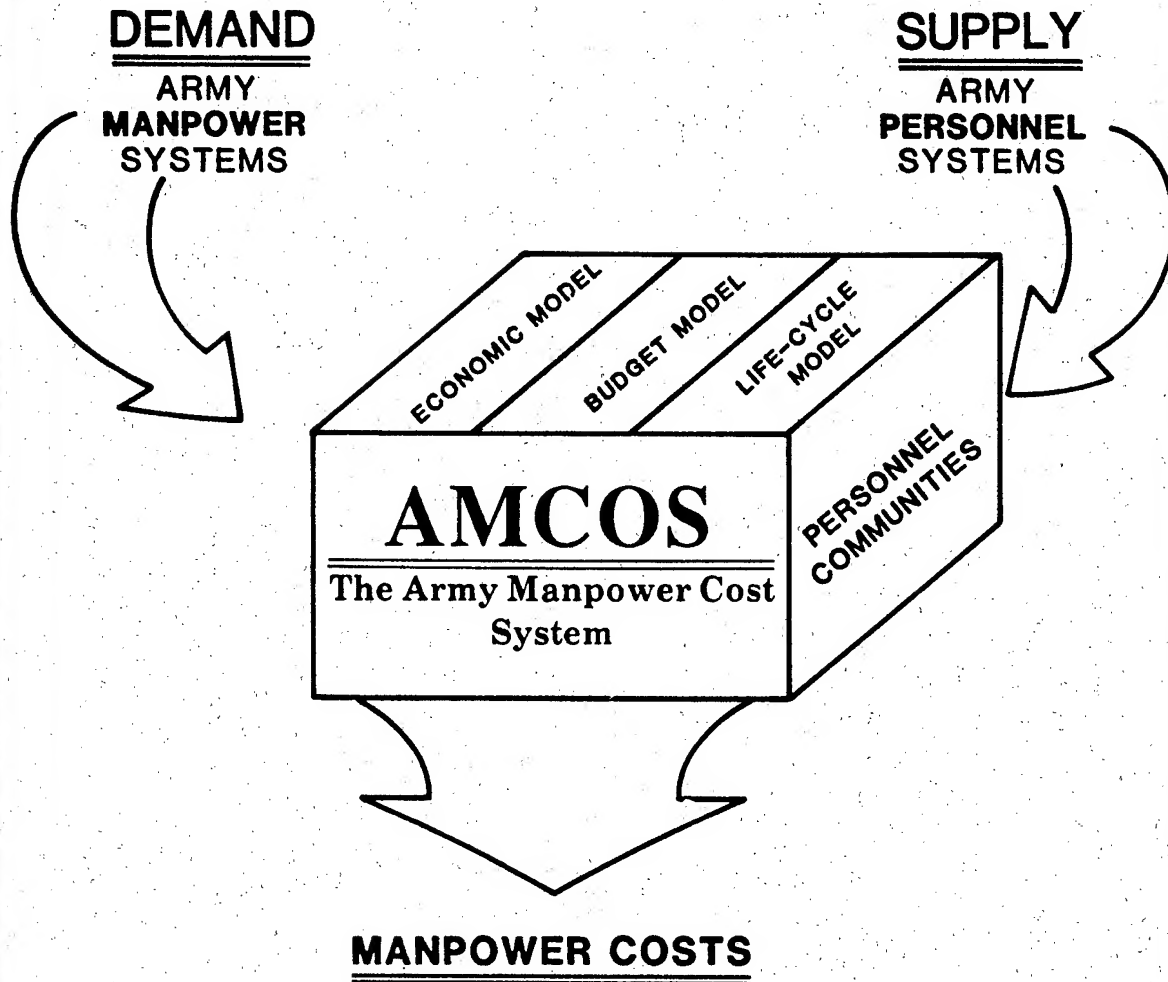 DEMAND
ARMY
MANPOWER
SYSTEMS
SUPPLY
ARMY
PERSONNEL
SYSTEMS
ECONOMIC MODEL
BUDGET MODEL
LIFE-CYCLE
MODEL
PERSONNEL
COMMUNITIES
AMCOS
The Army Manpower Cost
System
MANPOWER COSTS